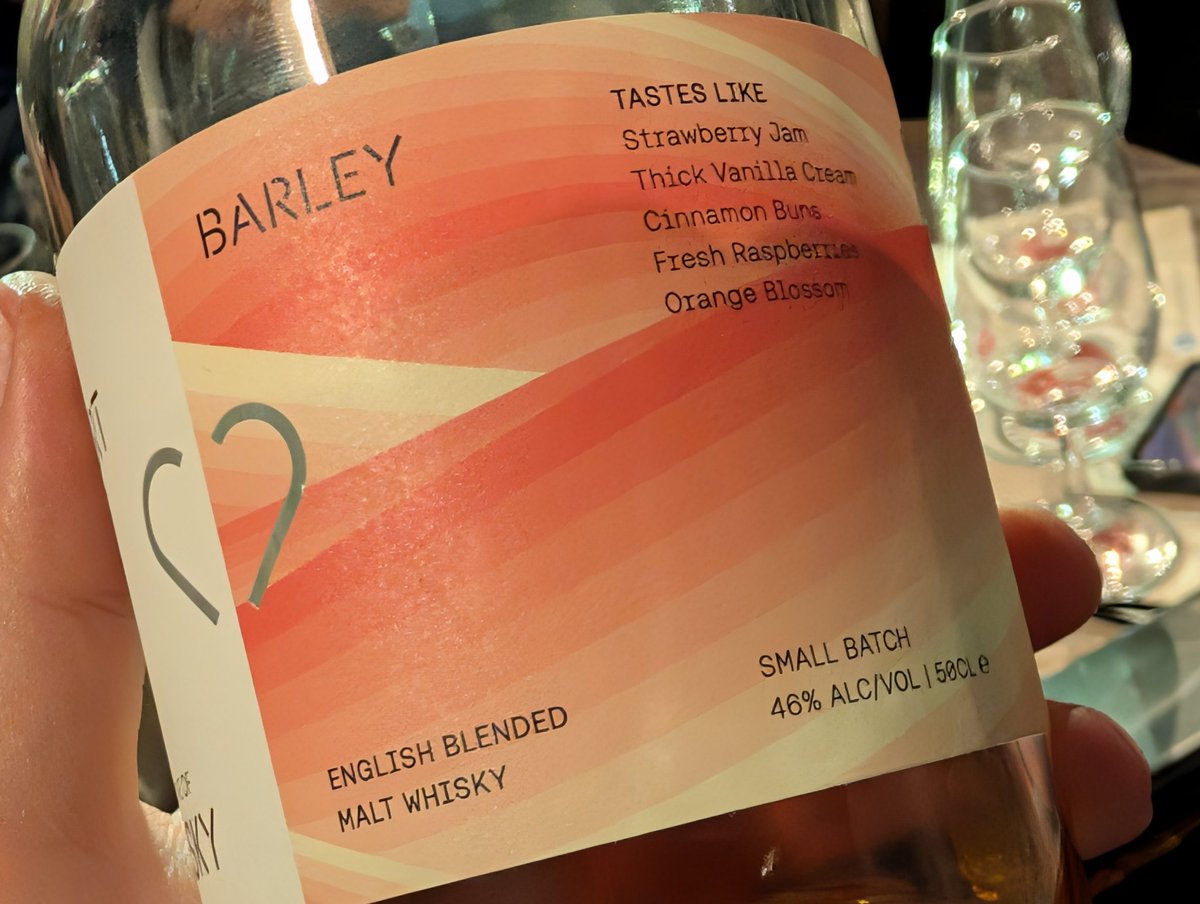 BARLEY
TASTES LIKE
Strawberry Jam
Thick Vanilla Cream
Cinnamon Buns
Fresh Raspberries
Orange Blossom
ENGLISH BLENDED
MALT WHISKY
SMALL BATCH
46% ALC/VOL | 50CL e